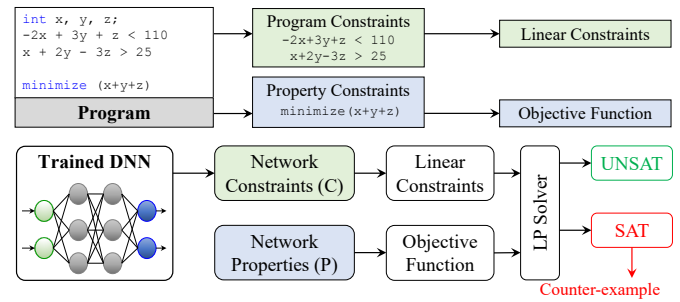 int x, y, z;
-2x + 3y + z < 110
x + 2y - 3z > 25
minimize (x+y+z)
Program
Program Constraints
-2x+3y+z < 110
x+2y-3z > 25
Linear Constraints
Property Constraints
minimize(x+y+z)
Objective Function
Trained DNN
Network
Constraints (C)
Linear
Constraints
Network
Properties (P)
Objective
Function
LP Solver
UNSAT
SAT
Counter-example